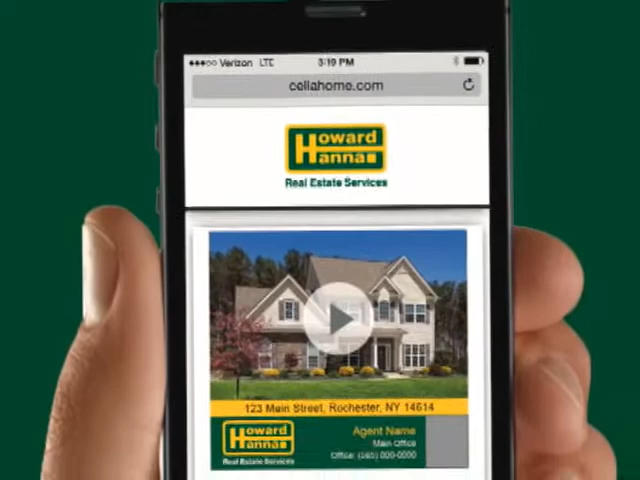 Verizon LTE 3:19 PM
cellahome.com
Howard
Hanna
Real Estate Services
123 Main Street, Rochester, NY 14614
Howard
Hanna
Real Estate Services
Agent Name
Main Office
Office: (585) 000-0000